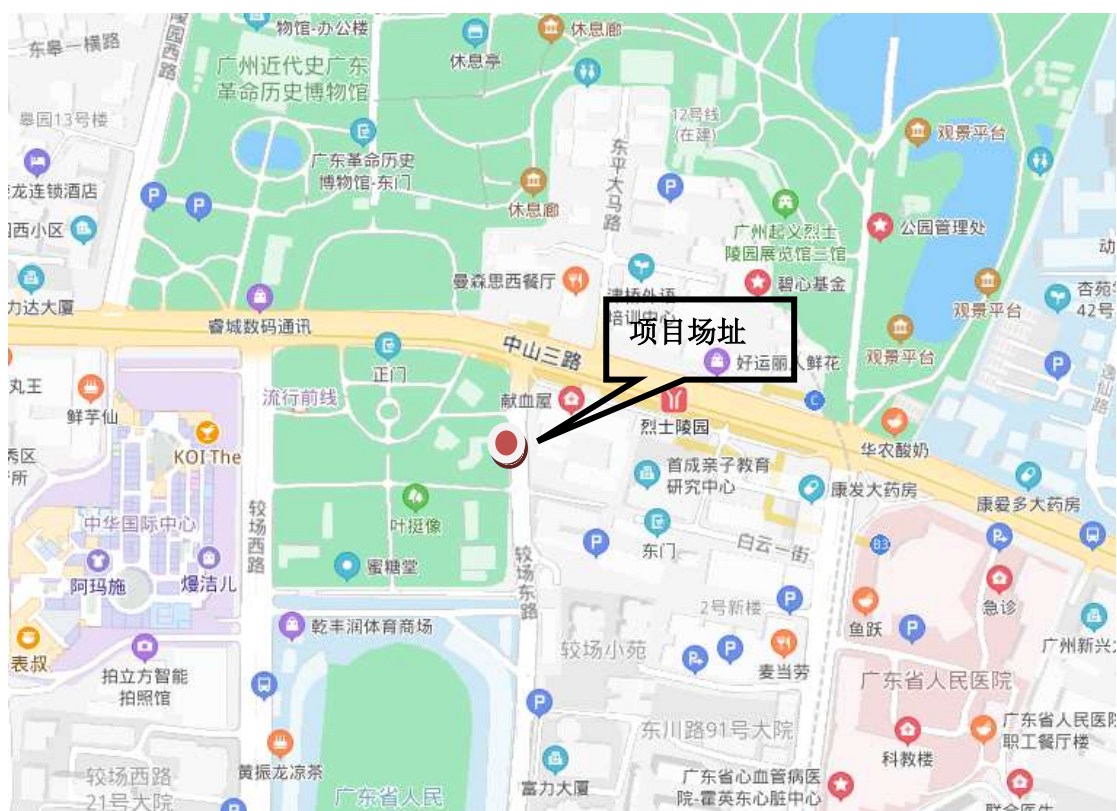 物馆-办公楼
东皋一横路
陵园西路
休息亭
休息廊
广州近代史广东
革命历史博物馆
12号线
(在建)
皋园13号楼
东平大马路
观景平台
广东革命历史
博物馆-东门
龙连锁酒店
休息廊
P
P
P
广州起义烈士
陵园展览馆三馆
公园管理处
西小区
曼森思西餐厅
津桥外语
培训中心
碧心基金
观景平台
杏苑
42号
力达大厦
睿城数码通讯
项目场址
中山三路
好运丽人鲜花
观景平台
P
丸王
鲜芋仙
流行前线
正门
献血屋
烈士陵园
C
逸仙路
秀区
所
KOI The
华农酸奶
首成亲子教育
研究中心
康发大药房
康爱多大药房
较场西路
叶挺像
中华国际中心
东门
P
白云一街
B3
阿玛施
熳洁儿
蜜糖堂
较场东路
急诊
2号新楼
P
鱼跃
P
乾丰润体育商场
广州新兴
表叔
拍立方智能
拍照馆
较场小苑
P
P
麦当劳
广东省人民医院
P
东川路91号大院
广东省人民医院
职工餐厅楼
科教楼
黄振龙凉茶
较场西路
21号大院
广东省人民
富力大厦
广东省心血管病医
院-霍英东心脏中心
P